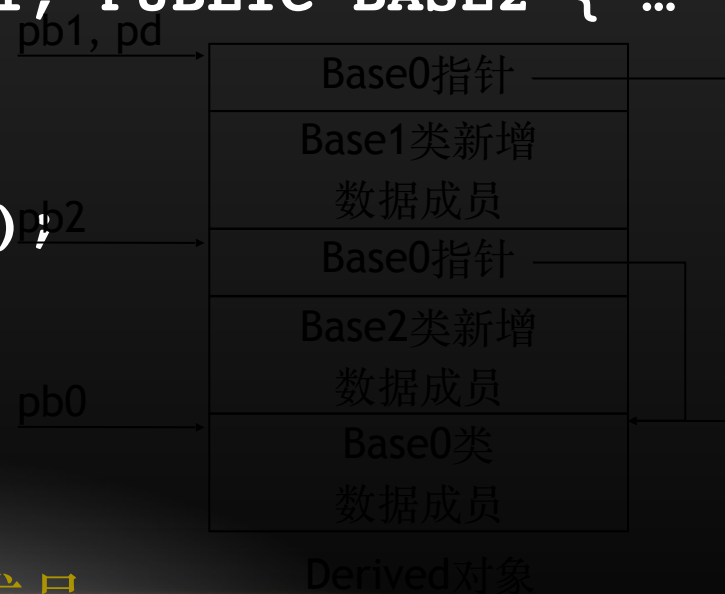 , PUBLIC BASE2 { …
pb1, pd
Base0指针
Base1类新增
数据成员
);
pb2
Base0指针
Base2类新增
数据成员
pb0
Base0类
数据成员
Derived对象